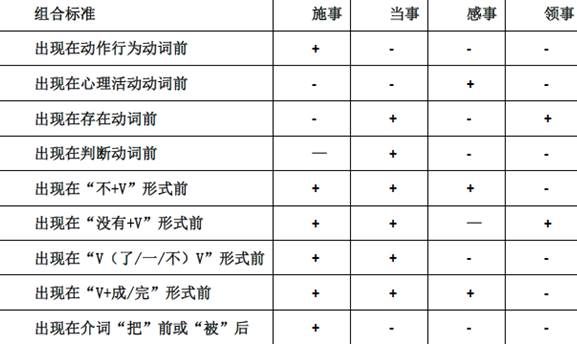 组合标准 施事 当事 感事 领事
出现在动作行为动词前 + - - -
出现在心理活动动词前 - - + -
出现在存在动词前 - + - +
出现在判断动词前 — + - -
出现在“不+V”形式前 + + + -
出现在“没有+V”形式前 + + — +
出现在“V（了/一/不）V”形式前 + + - -
出现在“V+成/完”形式前 + + + -
出现在介词“把”前或“被”后 + - - -